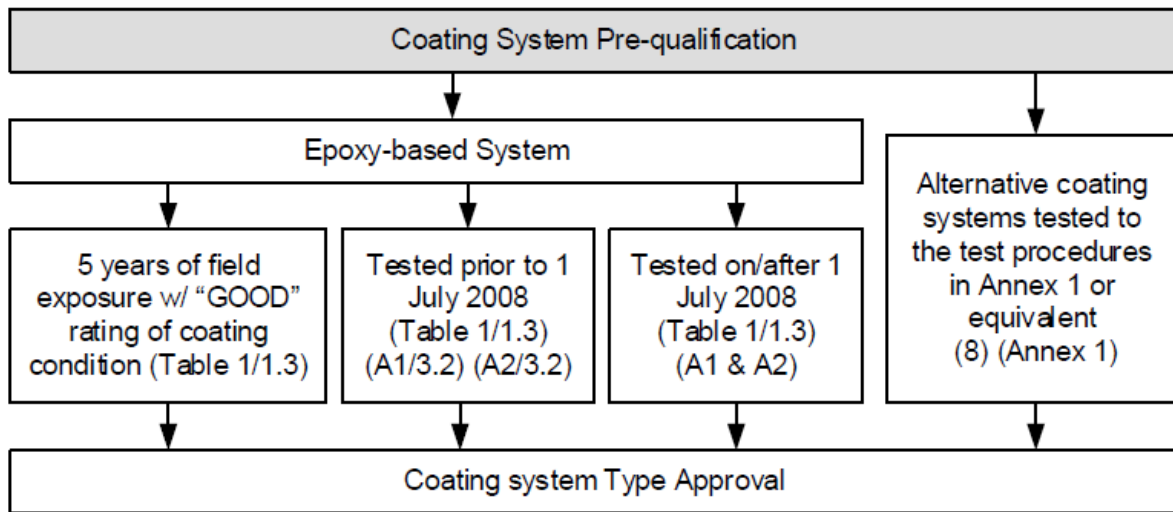 Coating System Pre-qualification
Epoxy-based System
5 years of field
exposure w/ “GOOD”
rating of coating
condition (Table 1/1.3)
Tested prior to 1
July 2008
(Table 1/1.3)
(A1/3.2) (A2/3.2)
Tested on/after 1
July 2008
(Table 1/1.3)
(A1 & A2)
Alternative coating
systems tested to
the test procedures
in Annex 1 or
equivalent
(8) (Annex 1)
Coating system Type Approval